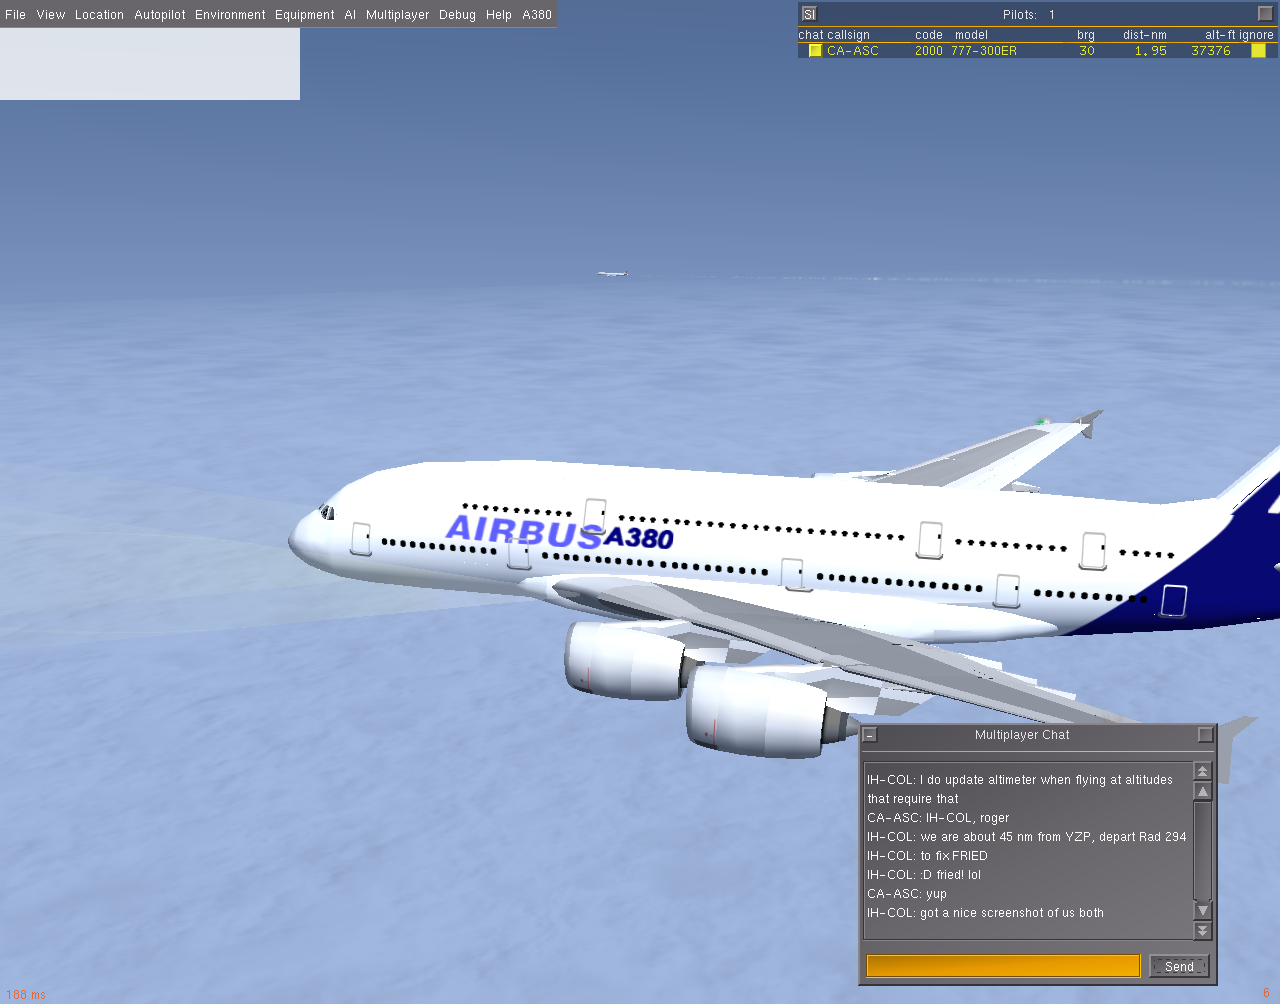 File View Location Autopilot Environment Equipment AI Multiplayer Debug Help A380
SI Pilots: 1
chat callsign code model brg dist-nm alt-ft ignore
CA-ASC 2000 777-300ER 30 1.95 37376
AIRBUS A380
Multiplayer Chat
IH-COL: I do update altimeter when flying at altitudes
that require that
CA-ASC: IH-COL, roger
IH-COL: we are about 45 nm from YZP, depart Rad 294
IH-COL: to fix FRIED
IH-COL: :D fried! lol
CA-ASC: yup
IH-COL: got a nice screenshot of us both
Send
188 ms
6